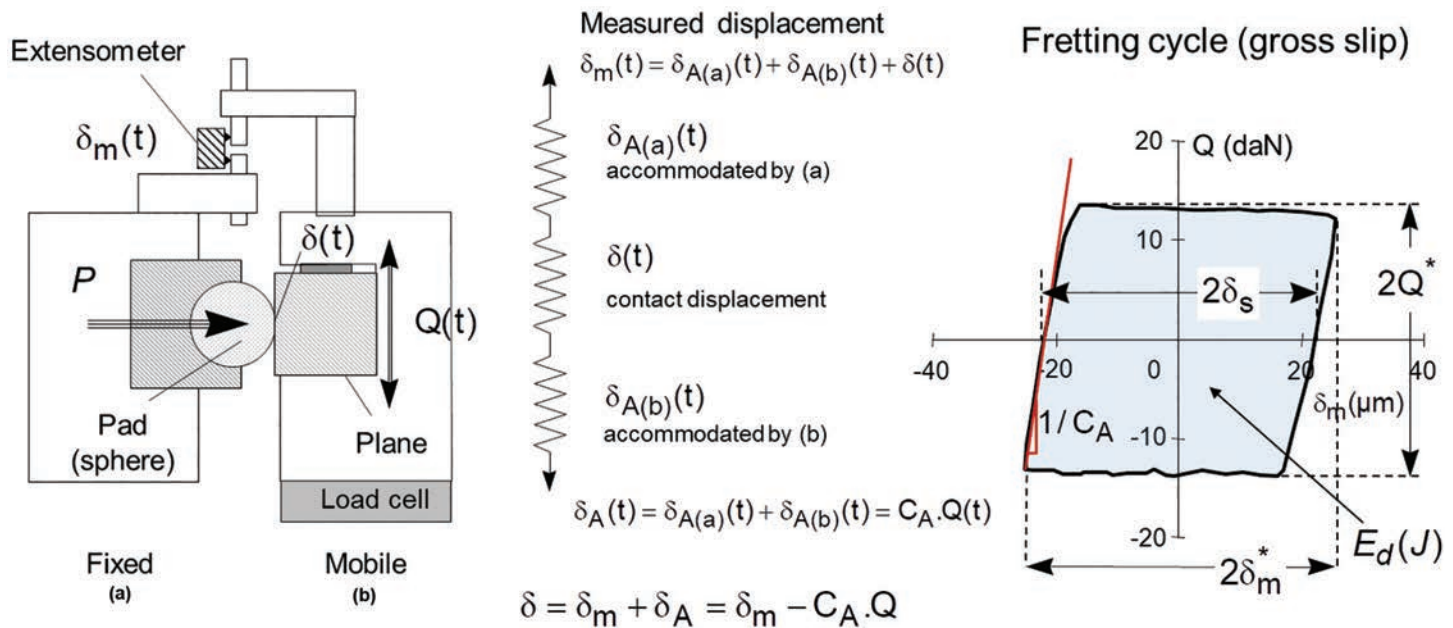 Extensometer
δm(t)
P
δ(t)
Q(t)
Pad
(sphere)
Plane
Load cell
Fixed
(a)
Mobile
(b)
Measured displacement
δm(t) = δA(a)(t) + δA(b)(t) + δ(t)
δA(a)(t)
accommodated by (a)
δ(t)
contact displacement
δA(b)(t)
accommodated by (b)
δA(t) = δA(a)(t) + δA(b)(t) = CA.Q(t)
δ = δm + δA = δm − CA.Q
Fretting cycle (gross slip)
20
Q (daN)
10
2δs
2Q*
-40
-20
0
20
40
δm(µm)
1/CA
-10
-20
Ed(J)
2δm*